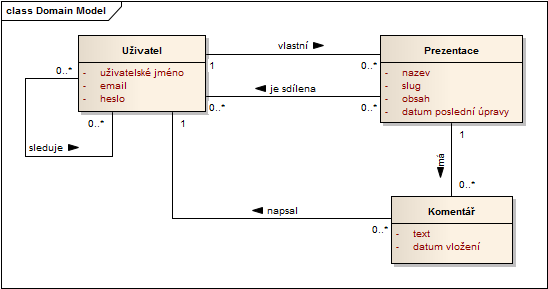 class Domain Model
Uživatel
- uživatelské jméno
- email
- heslo
vlastní
1
0..*
Prezentace
- nazev
- slug
- obsah
- datum poslední úpravy
je sdílena
0..*
0..*
0..*
0..*
sleduje
1
1
má
0..*
napsal
0..*
Komentář
- text
- datum vložení